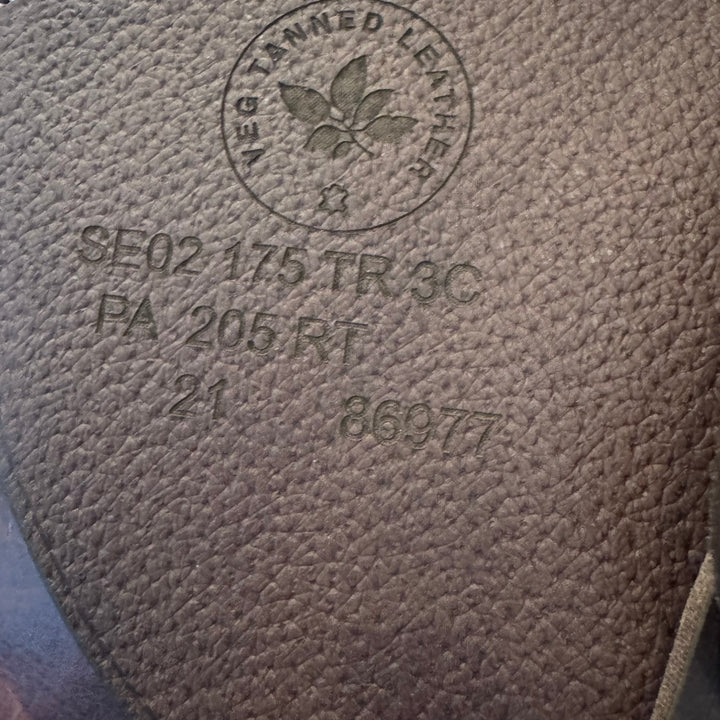 VEG TANNED LEATHER
SE02 175 TR 3C
PA 205 RT
21 86977